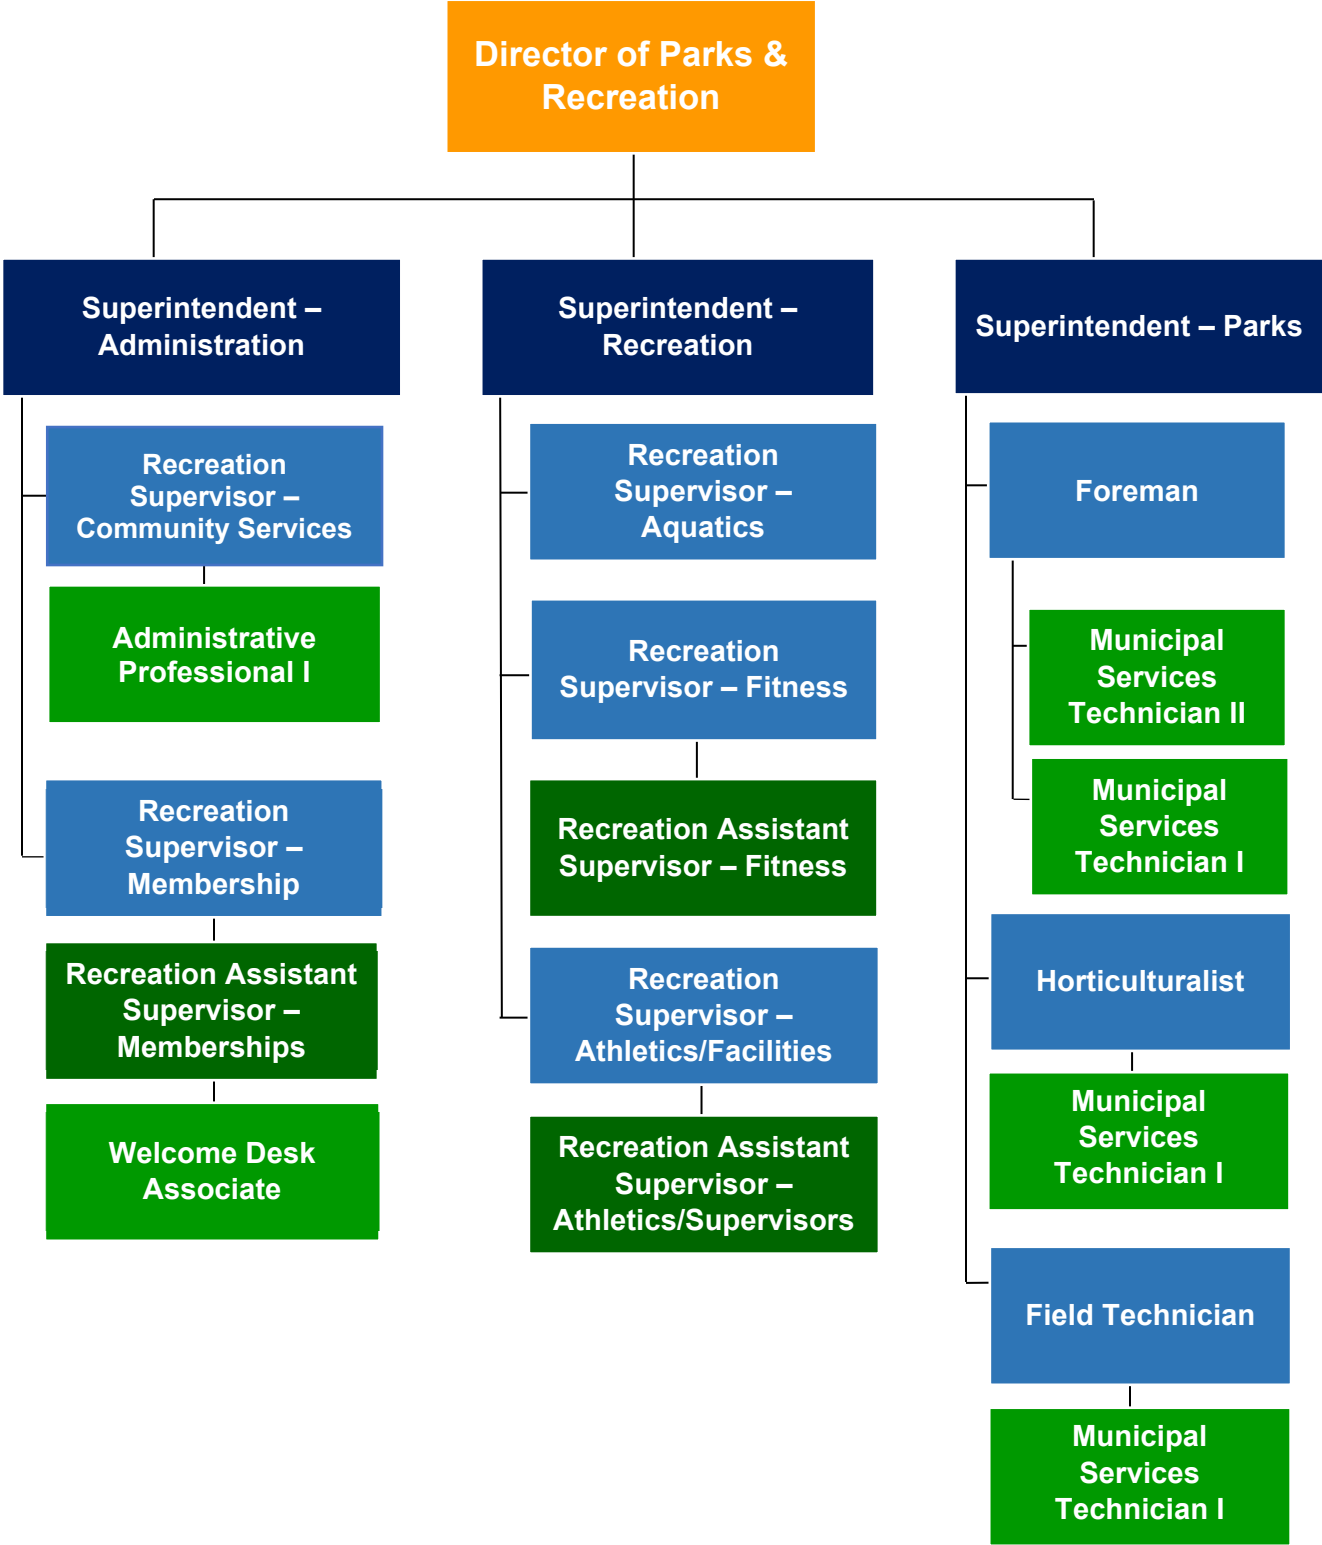 Director of Parks &
Recreation
Superintendent –
Administration
Recreation
Supervisor –
Community Services
Administrative
Professional I
Recreation
Supervisor –
Membership
Recreation Assistant
Supervisor –
Memberships
Welcome Desk
Associate
Superintendent –
Recreation
Recreation
Supervisor –
Aquatics
Recreation
Supervisor – Fitness
Recreation Assistant
Supervisor – Fitness
Recreation
Supervisor –
Athletics/Facilities
Recreation Assistant
Supervisor –
Athletics/Supervisors
Superintendent – Parks
Foreman
Municipal
Services
Technician II
Municipal
Services
Technician I
Horticulturalist
Municipal
Services
Technician I
Field Technician
Municipal
Services
Technician I